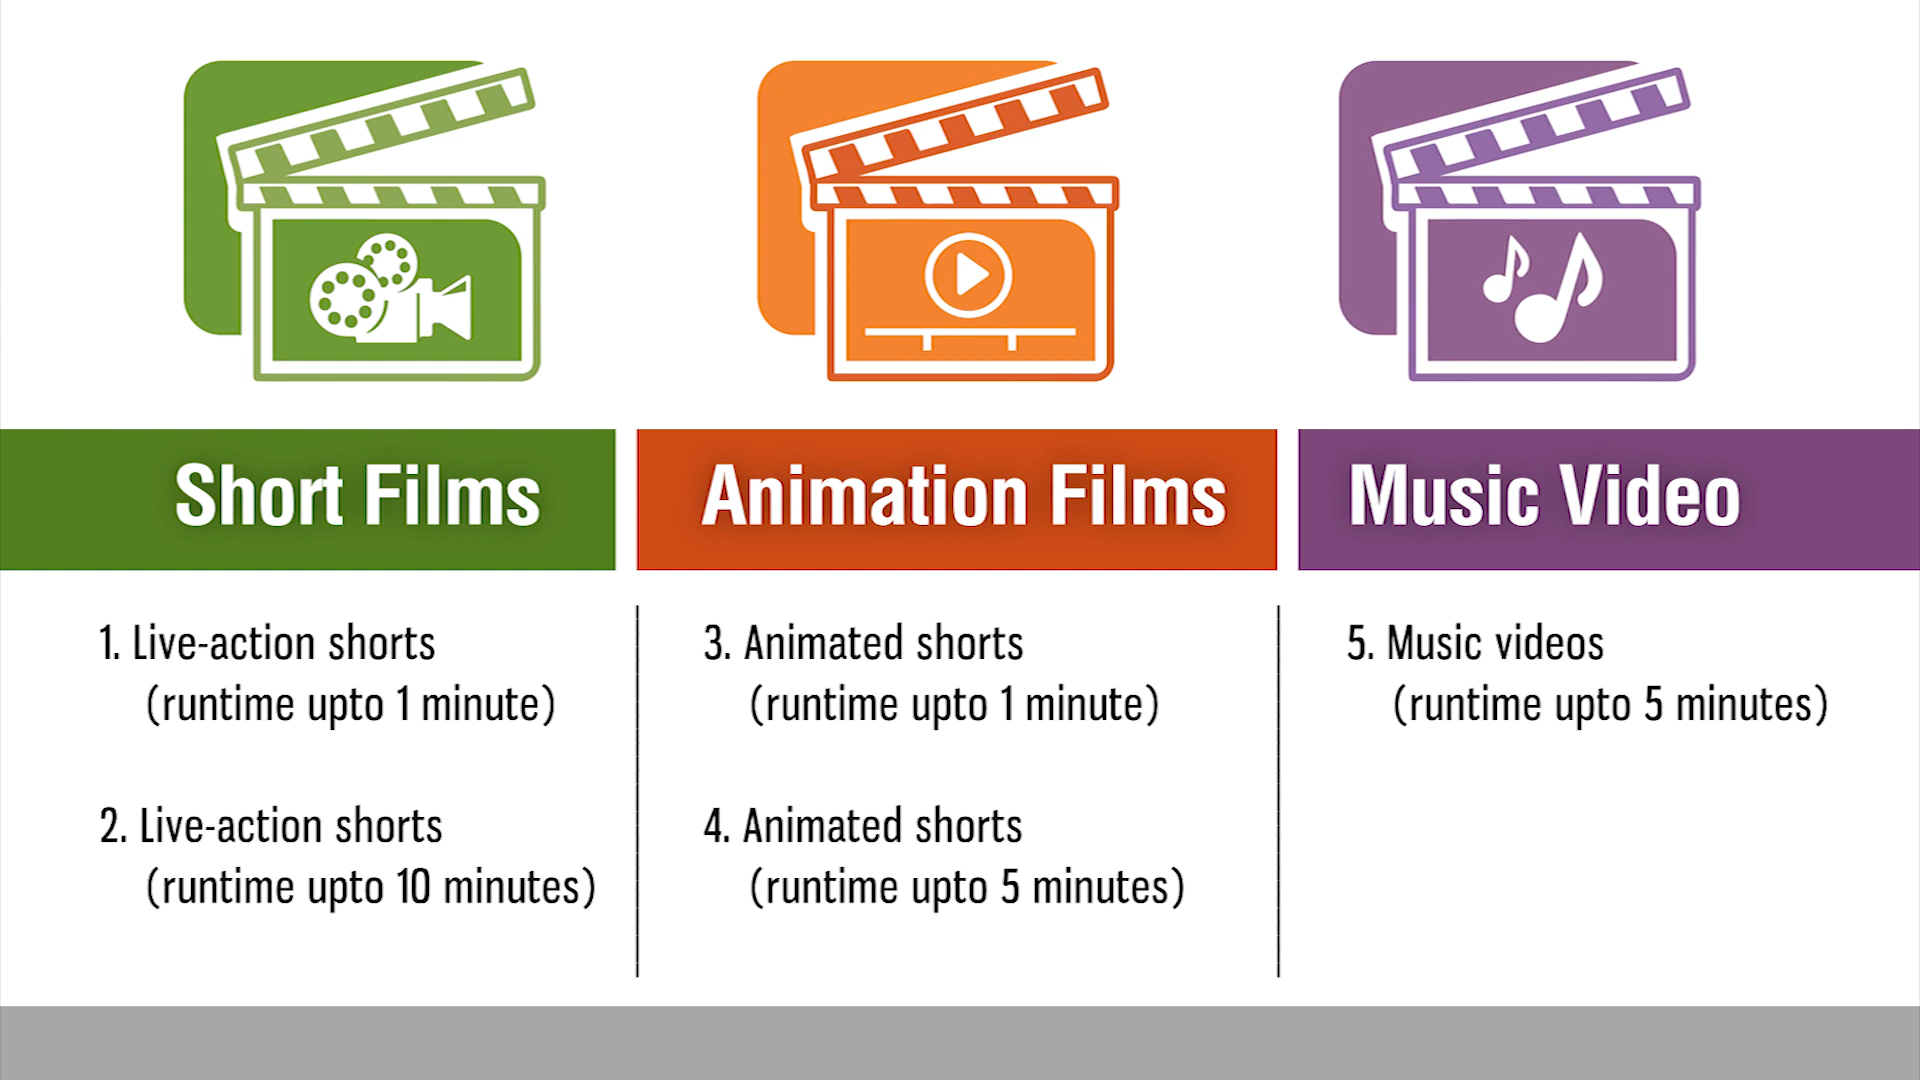 Short Films
1. Live-action shorts
(runtime upto 1 minute)
2. Live-action shorts
(runtime upto 10 minutes)
Animation Films
3. Animated shorts
(runtime upto 1 minute)
4. Animated shorts
(runtime upto 5 minutes)
Music Video
5. Music videos
(runtime upto 5 minutes)